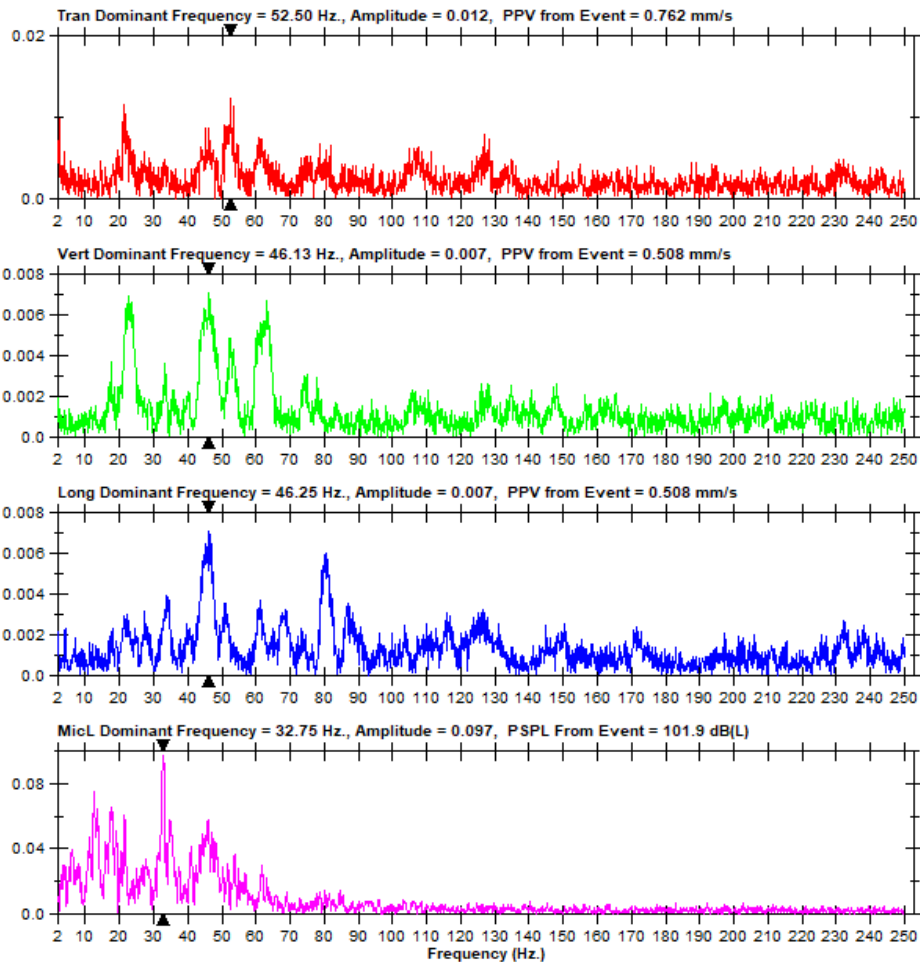 Tran Dominant Frequency = 52.50 Hz., Amplitude = 0.012, PPV from Event = 0.762 mm/s
0.02
0.0
2 10 20 30 40 50 60 70 80 90 100 110 120 130 140 150 160 170 180 190 200 210 220 230 240 250
Vert Dominant Frequency = 46.13 Hz., Amplitude = 0.007, PPV from Event = 0.508 mm/s
0.008
0.006
0.004
0.002
0.0
2 10 20 30 40 50 60 70 80 90 100 110 120 130 140 150 160 170 180 190 200 210 220 230 240 250
Long Dominant Frequency = 46.25 Hz., Amplitude = 0.007, PPV from Event = 0.508 mm/s
0.008
0.006
0.004
0.002
0.0
2 10 20 30 40 50 60 70 80 90 100 110 120 130 140 150 160 170 180 190 200 210 220 230 240 250
MicL Dominant Frequency = 32.75 Hz., Amplitude = 0.097, PSPL From Event = 101.9 dB(L)
0.08
0.04
0.0
2 10 20 30 40 50 60 70 80 90 100 110 120 130 140 150 160 170 180 190 200 210 220 230 240 250
Frequency (Hz.)